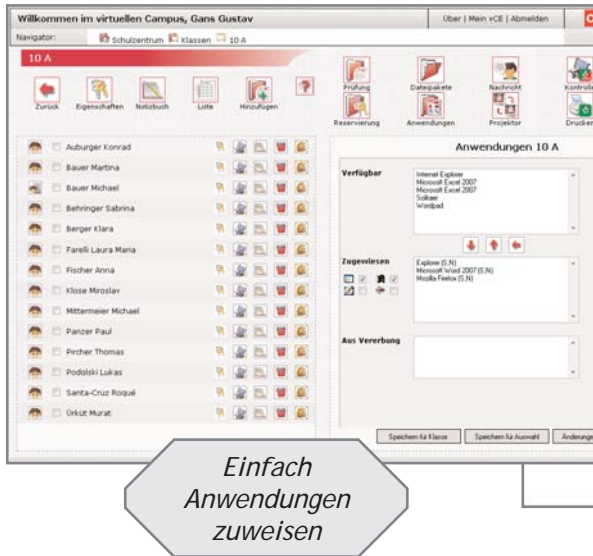 Willkommen im virtuellen Campus, Gans Gustav
Über | Mein vCE | Abmelden
Navigator: Schulzentrum Klassen 10 A
10 A
Zurück Eigenschaften Notizbuch Liste Hinzufügen
Prüfung Dateipakete Nachricht Kontrolle
Reservierung Anwendungen Projektor Drucken
Auburger Konrad
Bauer Martina
Bauer Michael
Behringer Sabrina
Berger Klara
Farelli Laura Maria
Fischer Anna
Klose Miroslav
Mittermeier Michael
Panzer Paul
Pircher Thomas
Podolski Lukas
Santa-Cruz Roqué
Ürküt Murat
Anwendungen 10 A
Verfügbar
Internet Explorer
Microsoft Excel 2007
Microsoft Excel 2007
Solitaer
Wordpad
Zugewiesen
Explorer (S,N)
Microsoft Word 2007 (S,N)
Mozilla Firefox (S,N)
Aus Vererbung
Speichern für Klasse Speichern für Auswahl Änderunge
Einfach
Anwendungen
zuweisen